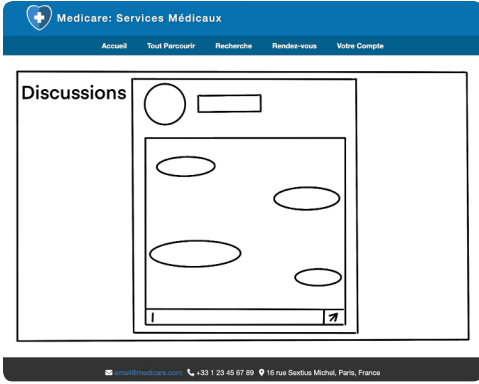 Medicare: Services Médicaux
Accueil Tout Parcourir Recherche Rendez-vous Votre Compte
Discussions
email@medicare.com +33 1 23 45 67 89 16 rue Sextius Michel, Paris, France